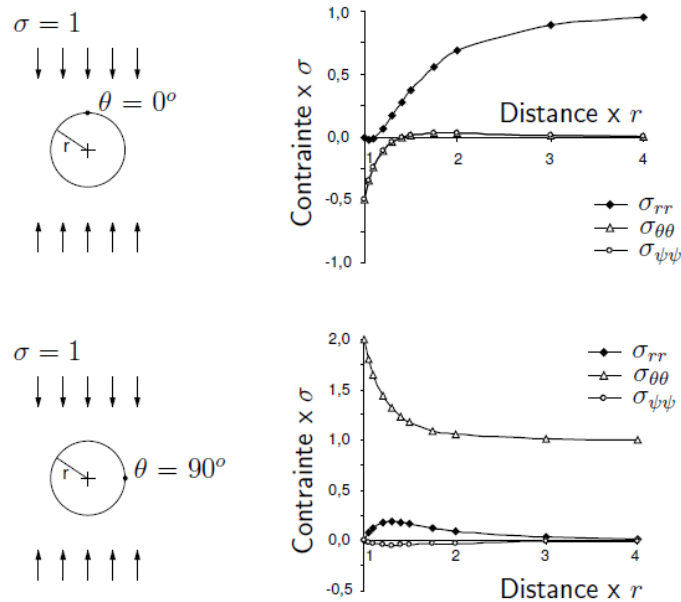 σ = 1
θ = 0°
r
1,0
0,5
0,0
-0,5
-1,0
Contrainte x σ
Distance x r
1
2
3
4
σrr
σθθ
σψψ
σ = 1
θ = 90°
r
2,0
1,5
1,0
0,5
0,0
-0,5
Contrainte x σ
σrr
σθθ
σψψ
1
2
3
4
Distance x r